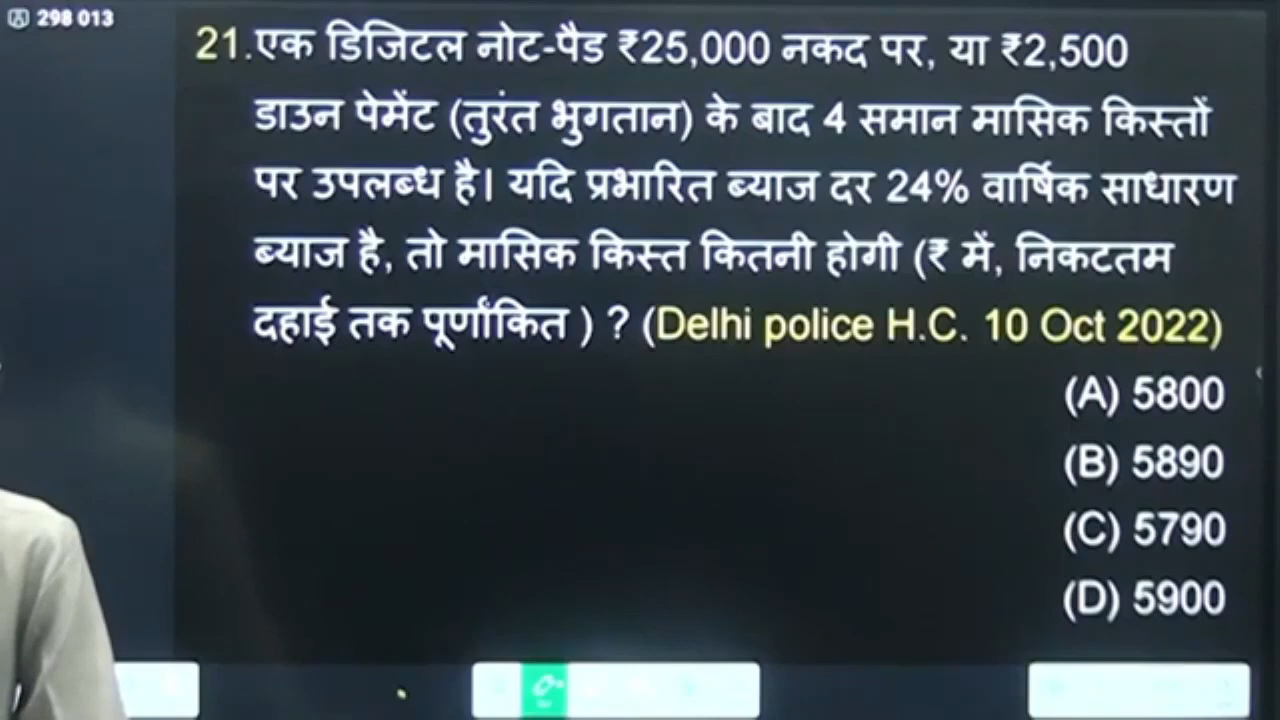 298 013
21.एक डिजिटल नोट-पैड ₹25,000 नकद पर, या ₹2,500
डाउन पेमेंट (तुरंत भुगतान) के बाद 4 समान मासिक किस्तों
पर उपलब्ध है। यदि प्रभारित ब्याज दर 24% वार्षिक साधारण
ब्याज है, तो मासिक किस्त कितनी होगी (₹ में, निकटतम
दहाई तक पूर्णांकित ) ? (Delhi police H.C. 10 Oct 2022)
(A) 5800
(B) 5890
(C) 5790
(D) 5900